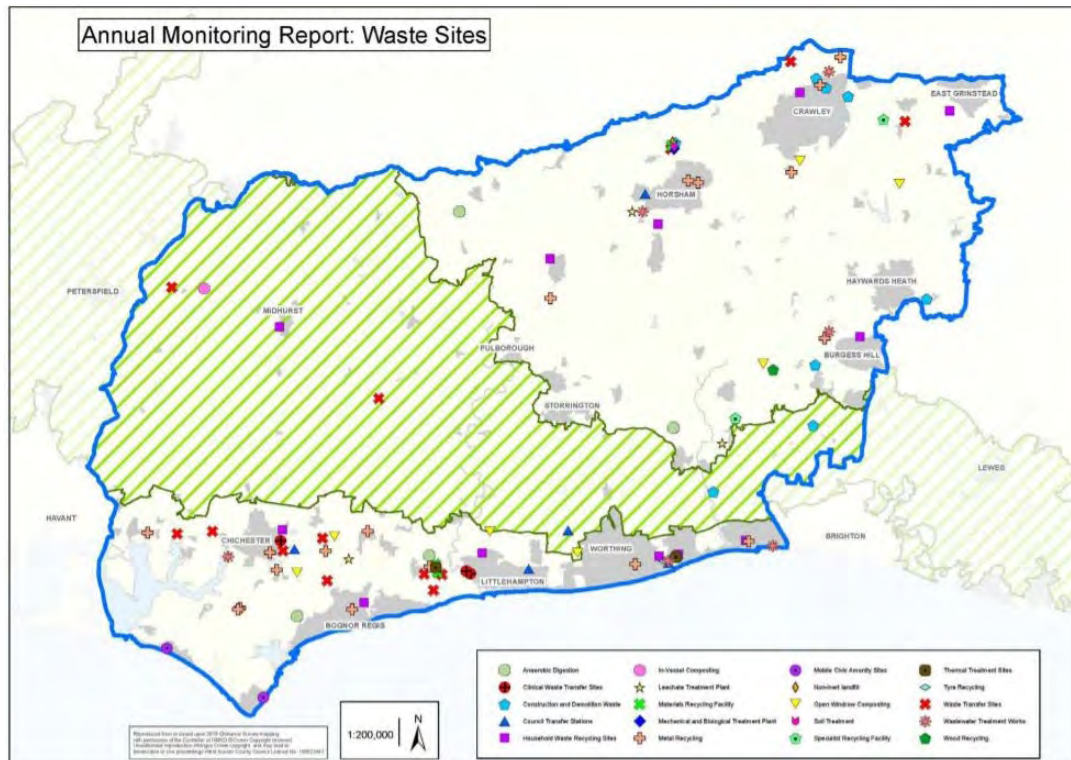 Annual Monitoring Report: Waste Sites
EAST GRINSTEAD
CRAWLEY
HORSHAM
HAYWARDS HEATH
PETERSFIELD
MIDHURST
PULBOROUGH
BURGESS HILL
STORRINGTON
LEWES
HAVANT
CHICHESTER
WORTHING
BRIGHTON
LITTLEHAMPTON
BOGNOR REGIS
1:200,000
N
Anaerobic Digestion
Clinical Waste Transfer Sites
Construction and Demolition Waste
Council Transfer Stations
Household Waste Recycling Sites
In-Vessel Composting
Leachate Treatment Plant
Materials Recycling Facility
Mechanical and Biological Treatment Plant
Metal Recycling
Mobile Civic Amenity Sites
Non-inert landfill
Open Windrow Composting
Soil Treatment
Specialist Recycling Facility
Thermal Treatment Sites
Tyre Recycling
Waste Transfer Sites
Wastewater Treatment Works
Wood Recycling